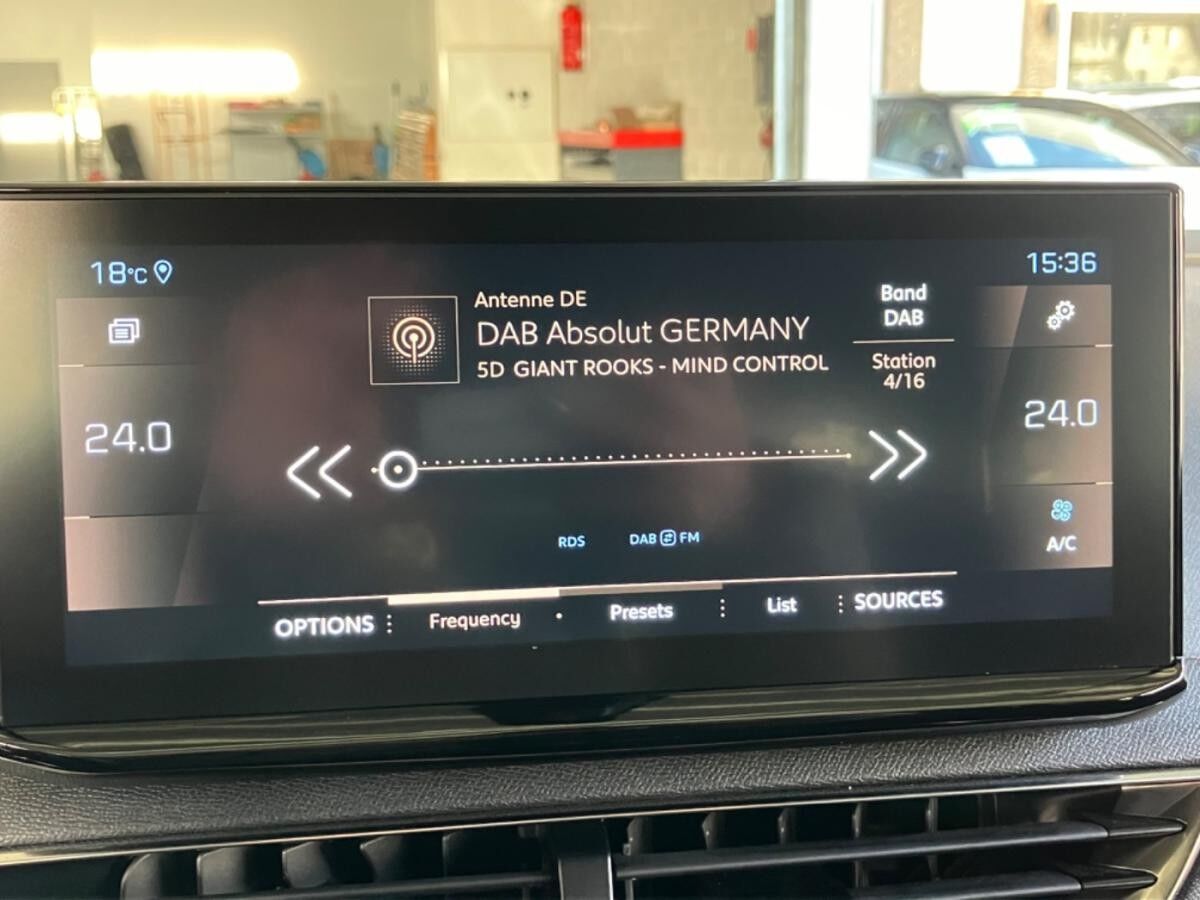 18°C
15:36
Antenne DE
DAB Absolut GERMANY
5D GIANT ROOKS - MIND CONTROL
Band
DAB
Station
4/16
24.0
24.0
A/C
RDS
DAB FM
OPTIONS
Frequency
Presets
List
SOURCES